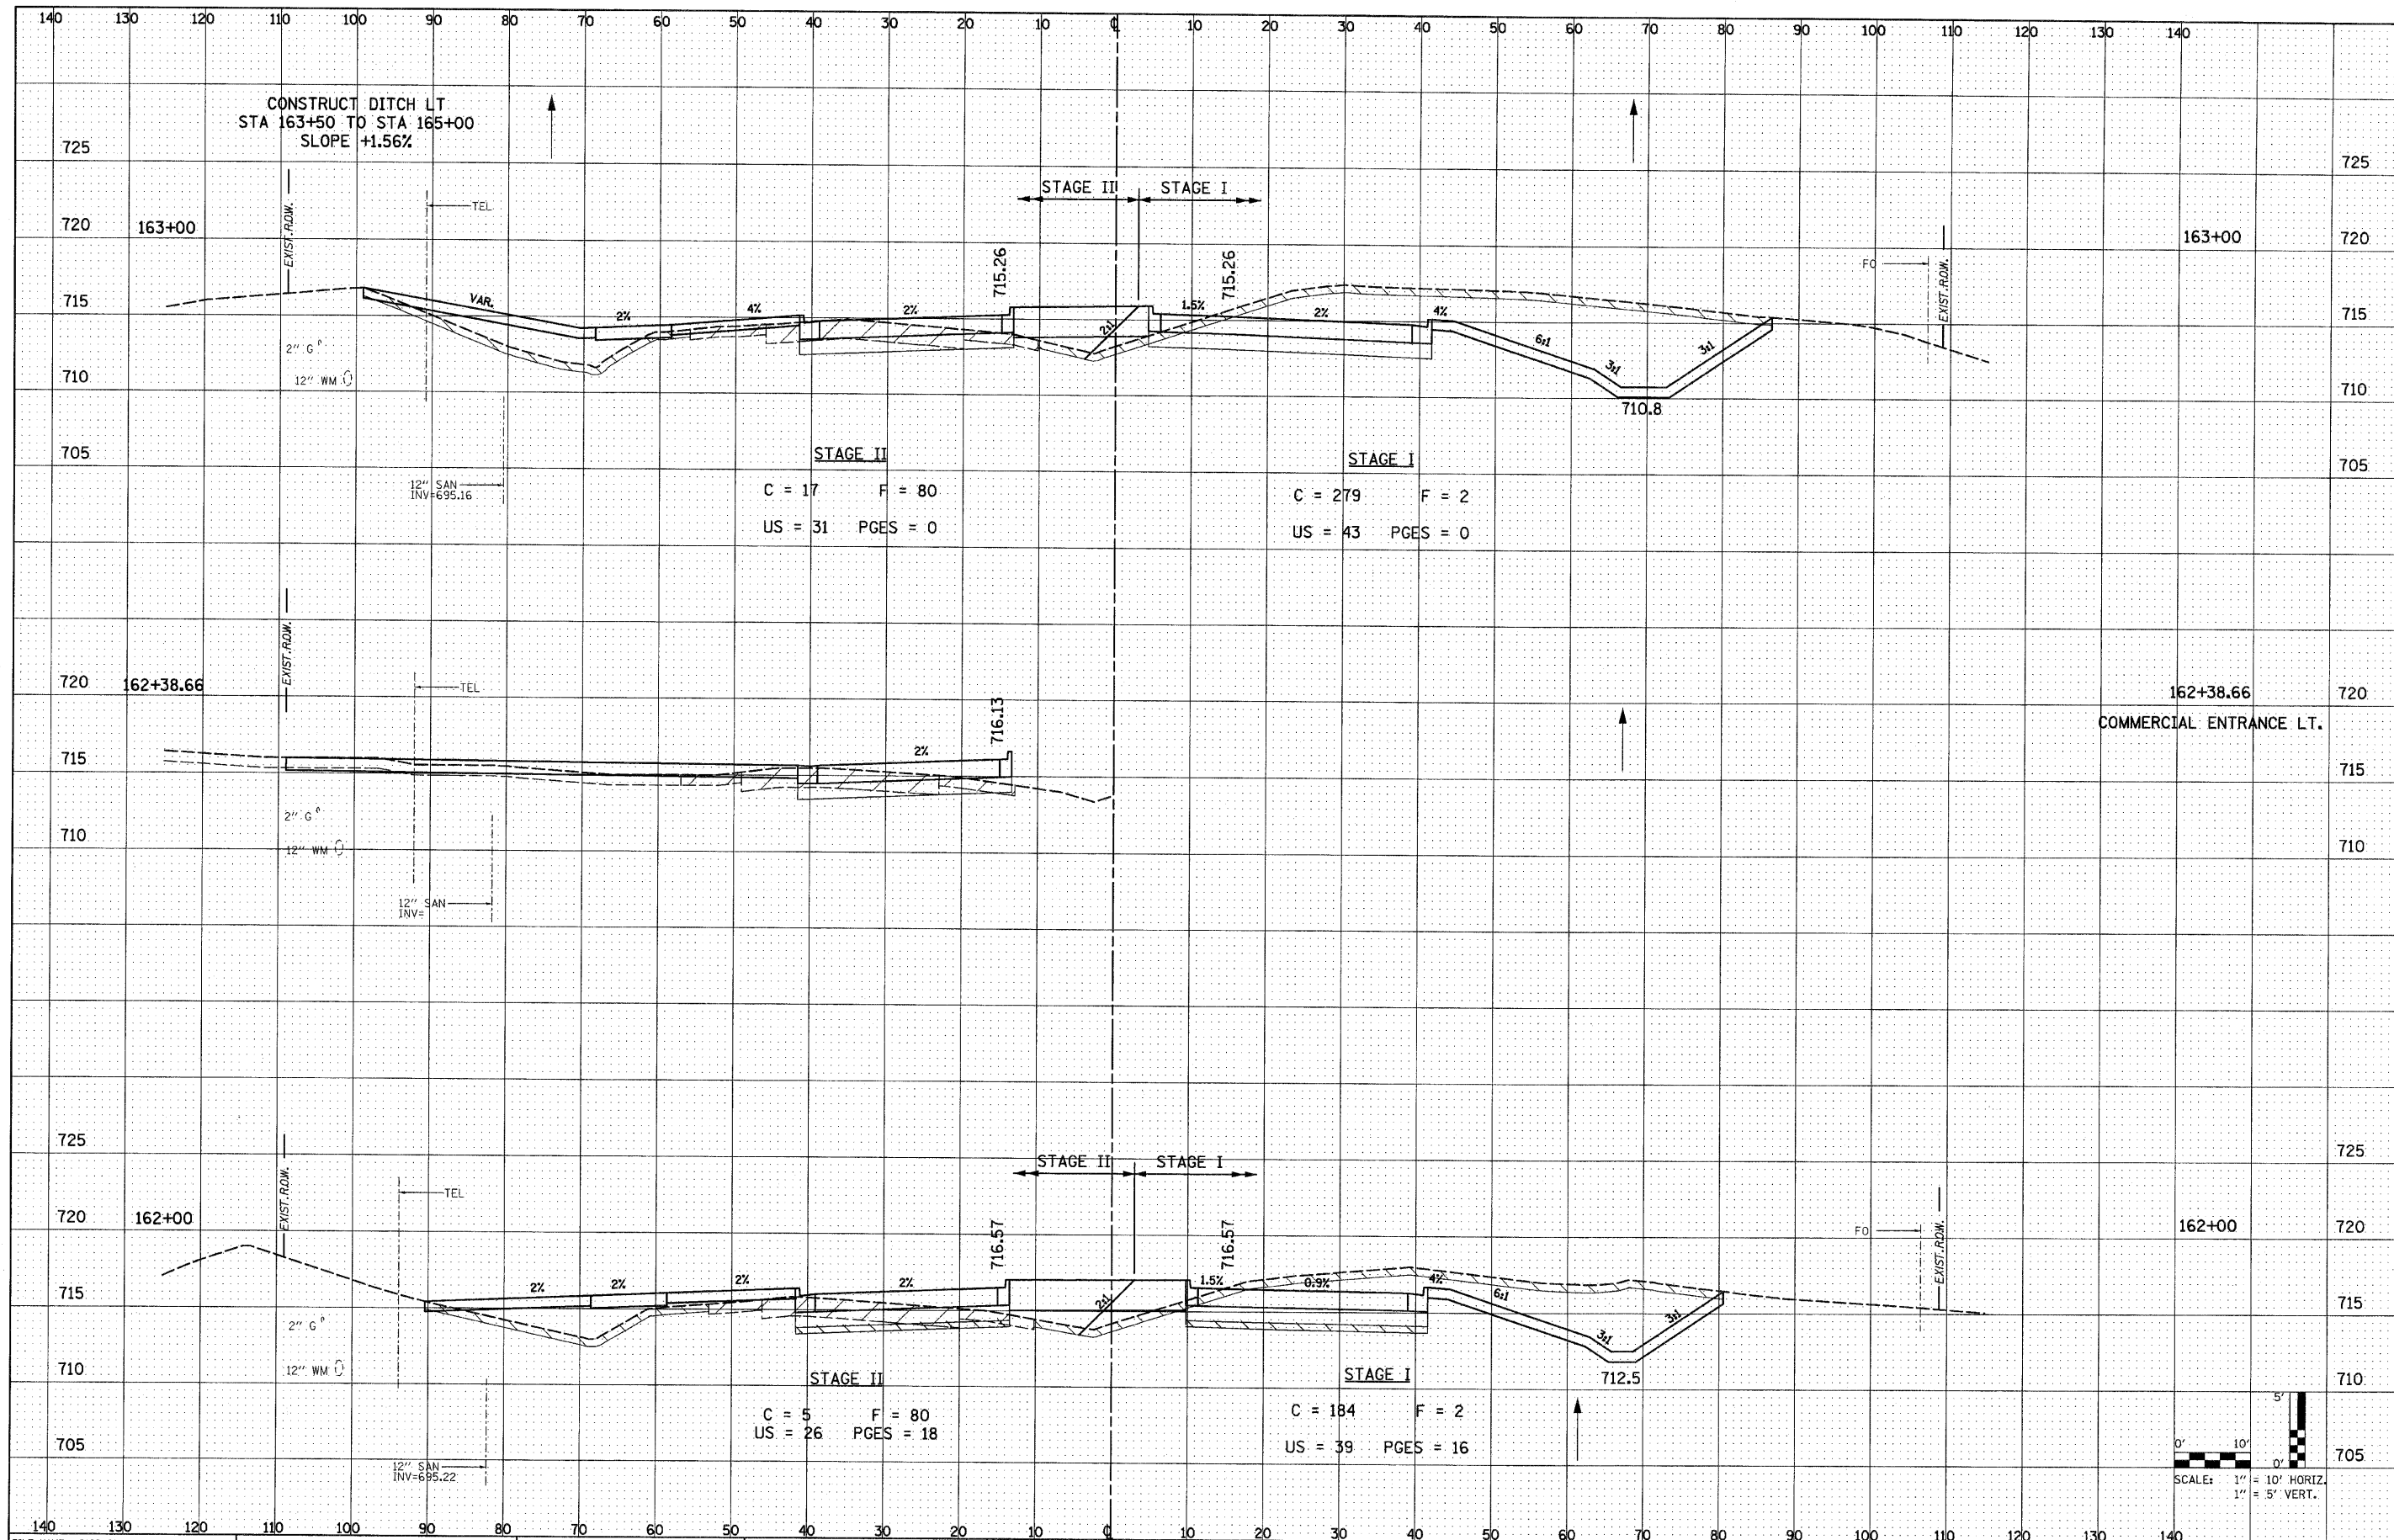 140 130 120 110 100 90 80 70 60 50 40 30 20 10 ℄ 10 20 30 40 50 60 70 80 90 100 110 120 130 140
CONSTRUCT DITCH LT
STA 163+50 TO STA 165+00
SLOPE +1.56%
725 725
STAGE II STAGE I
TEL
EXIST. R.O.W.
720 163+00 163+00 720
715.26 715.26
FO
EXIST. R.O.W.
715 VAR. 2% 4% 2% 2:1 1.5% 2% 4% 6:1 3:1 3:1 715
2" G
12" WM
710 710
710.8
705 705
12" SAN
INV=695.16
STAGE II
C = 17 F = 80
US = 31 PGES = 0
STAGE I
C = 279 F = 2
US = 43 PGES = 0
EXIST. R.O.W.
TEL
720 162+38.66 162+38.66 720
COMMERCIAL ENTRANCE LT.
716.13
2%
715 715
2" G
710 710
12" WM
12" SAN
INV=
725 725
STAGE II STAGE I
EXIST. R.O.W.
TEL
720 162+00 162+00 720
716.57 716.57
FO
EXIST. R.O.W.
2% 2% 2% 2% 2:1 1.5% 0.9% 4% 6:1 3:1 3:1
715 715
2" G
12" WM
710 710
712.5
STAGE II
C = 5 F = 80
US = 26 PGES = 18
STAGE I
C = 184 F = 2
US = 39 PGES = 16
705 705
12" SAN
INV=695.22
5'
0' 10' 0'
SCALE: 1" = 10' HORIZ.
1" = 5' VERT.
140 130 120 110 100 90 80 70 60 50 40 30 20 10 ℄ 10 20 30 40 50 60 70 80 90 100 110 120 130 140